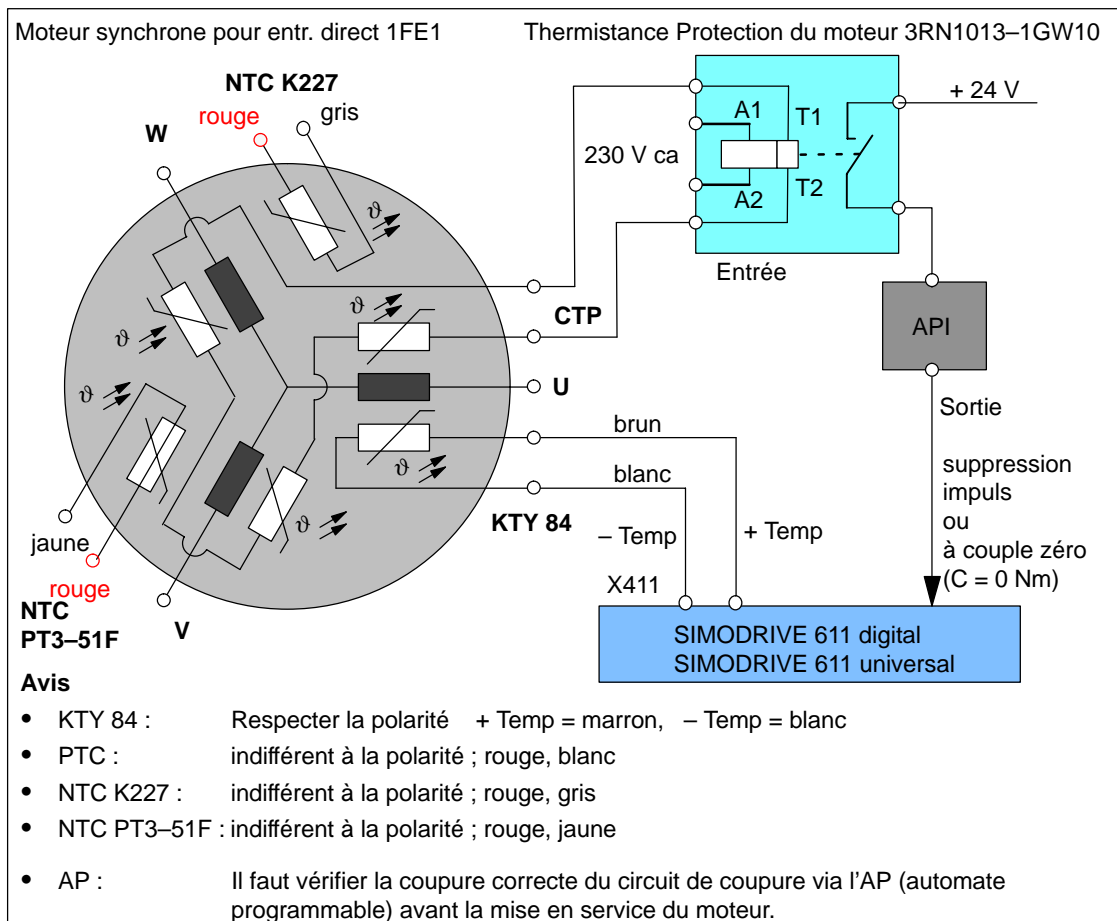 Moteur synchrone pour entr. direct 1FE1
Thermistance Protection du moteur 3RN1013–1GW10
NTC K227
rouge
gris
W
+ 24 V
A1
T1
230 V ca
A2
T2
ϑ
Entrée
ϑ
CTP
API
ϑ
ϑ
U
Sortie
brun
ϑ
blanc
suppression
impuls
ou
à couple zéro
(C = 0 Nm)
KTY 84
ϑ
– Temp
+ Temp
jaune
rouge
X411
NTC
PT3–51F
V
SIMODRIVE 611 digital
SIMODRIVE 611 universal
Avis
• KTY 84 : Respecter la polarité + Temp = marron, – Temp = blanc
• PTC : indifférent à la polarité ; rouge, blanc
• NTC K227 : indifférent à la polarité ; rouge, gris
• NTC PT3–51F : indifférent à la polarité ; rouge, jaune
• AP : Il faut vérifier la coupure correcte du circuit de coupure via l'AP (automate
programmable) avant la mise en service du moteur.